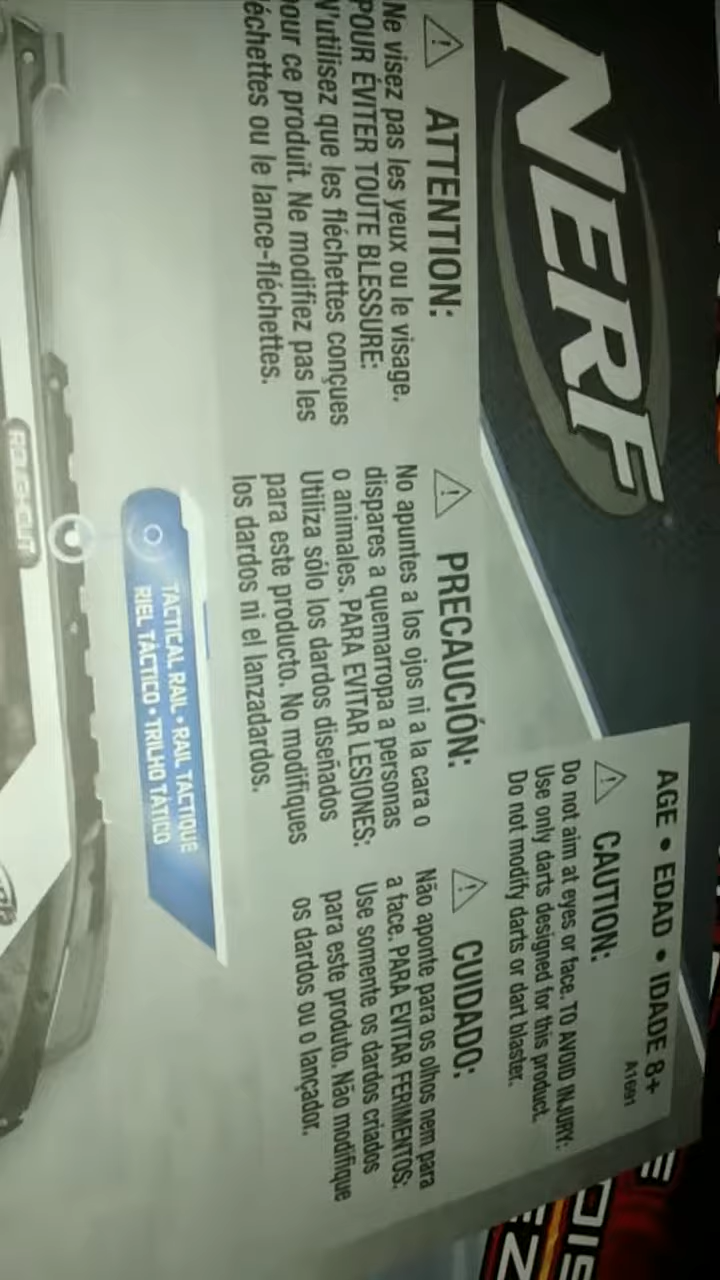 NERF
AGE • EDAD • IDADE 8+
A1691
CAUTION:
Do not aim at eyes or face. TO AVOID INJURY:
Use only darts designed for this product.
Do not modify darts or dart blaster.
ATTENTION:
Ne visez pas les yeux ou le visage.
POUR ÉVITER TOUTE BLESSURE:
N'utilisez que les fléchettes conçues
pour ce produit. Ne modifiez pas les
fléchettes ou le lance-fléchettes.
PRECAUCIÓN:
No apuntes a los ojos ni a la cara o
dispares a quemarropa a personas
o animales. PARA EVITAR LESIONES:
Utiliza sólo los dardos diseñados
para este producto. No modifiques
los dardos ni el lanzadardos.
CUIDADO:
Não aponte para os olhos nem para
a face. PARA EVITAR FERIMENTOS:
Use somente os dardos criados
para este produto. Não modifique
os dardos ou o lançador.
TACTICAL RAIL • RAIL TACTIQUE
RIEL TÁCTICO • TRILHO TÁTICO